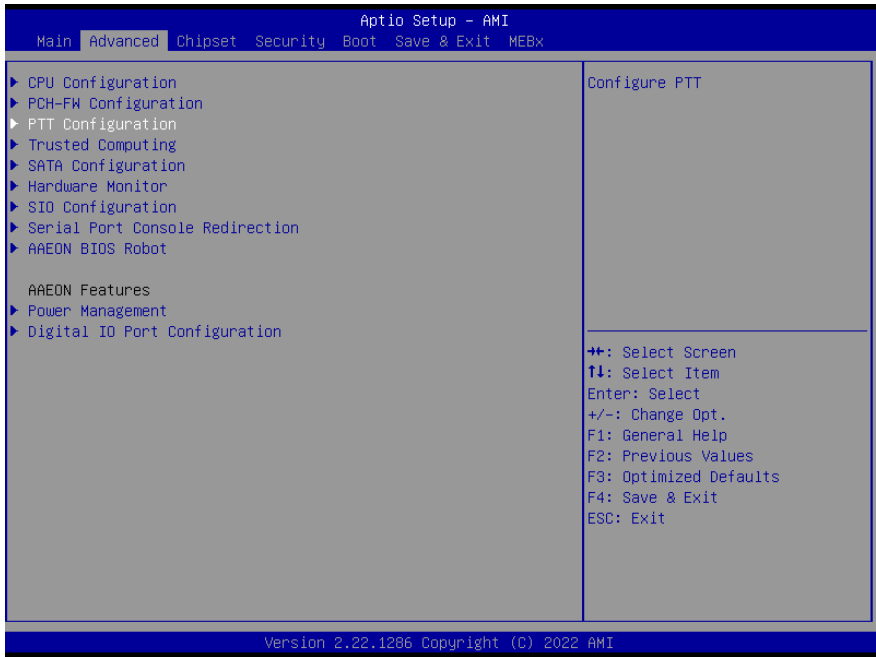 Aptio Setup – AMI
Main Advanced Chipset Security Boot Save & Exit MEBx
▶ CPU Configuration
▶ PCH-FW Configuration
▶ PTT Configuration
▶ Trusted Computing
▶ SATA Configuration
▶ Hardware Monitor
▶ SIO Configuration
▶ Serial Port Console Redirection
▶ AAEON BIOS Robot
AAEON Features
▶ Power Management
▶ Digital IO Port Configuration
Configure PTT
→←: Select Screen
↑↓: Select Item
Enter: Select
+/-: Change Opt.
F1: General Help
F2: Previous Values
F3: Optimized Defaults
F4: Save & Exit
ESC: Exit
Version 2.22.1286 Copyright (C) 2022 AMI